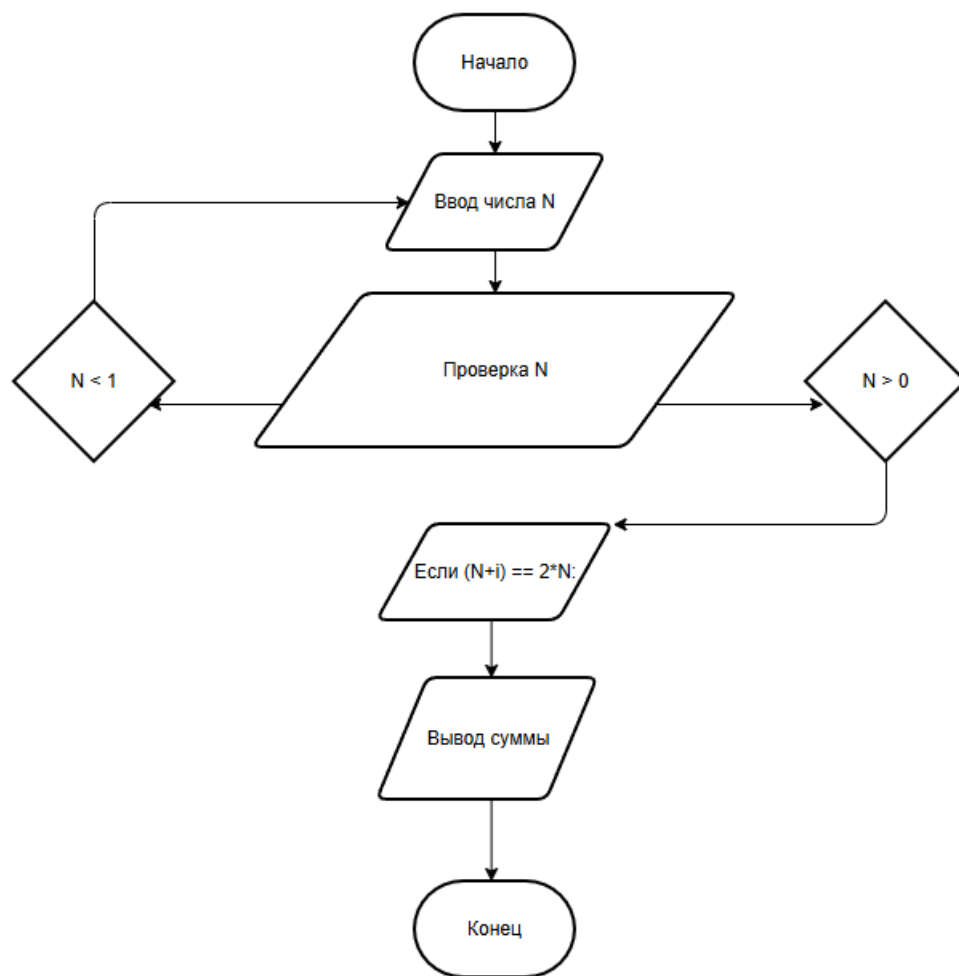 Начало
Ввод числа N
Проверка N
N < 1
N > 0
Если (N+i) == 2*N:
Вывод суммы
Конец